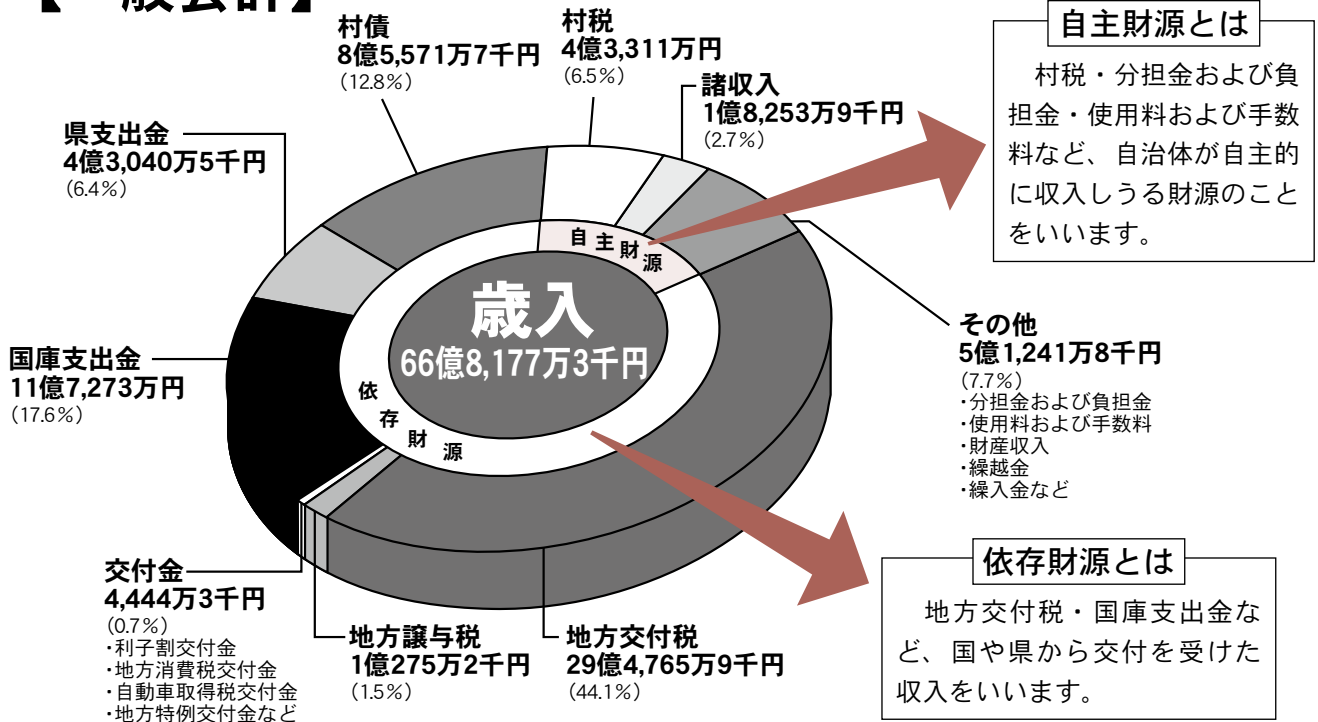 【一般会計】
村債
8億5,571万7千円
(12.8%)
村税
4億3,311万円
(6.5%)
諸収入
1億8,253万9千円
(2.7%)
自主財源とは
村税・分担金および負
担金・使用料および手数
料など、自治体が自主的
に収入しうる財源のこと
をいいます。
県支出金
4億3,040万5千円
(6.4%)
自主財源
歳入
66億8,177万3千円
依存財源
国庫支出金
11億7,273万円
(17.6%)
その他
5億1,241万8千円
(7.7%)
・分担金および負担金
・使用料および手数料
・財産収入
・繰越金
・繰入金など
交付金
4,444万3千円
(0.7%)
・利子割交付金
・地方消費税交付金
・自動車取得税交付金
・地方特例交付金など
地方譲与税
1億275万2千円
(1.5%)
地方交付税
29億4,765万9千円
(44.1%)
依存財源とは
地方交付税・国庫支出金な
ど、国や県から交付を受けた
収入をいいます。